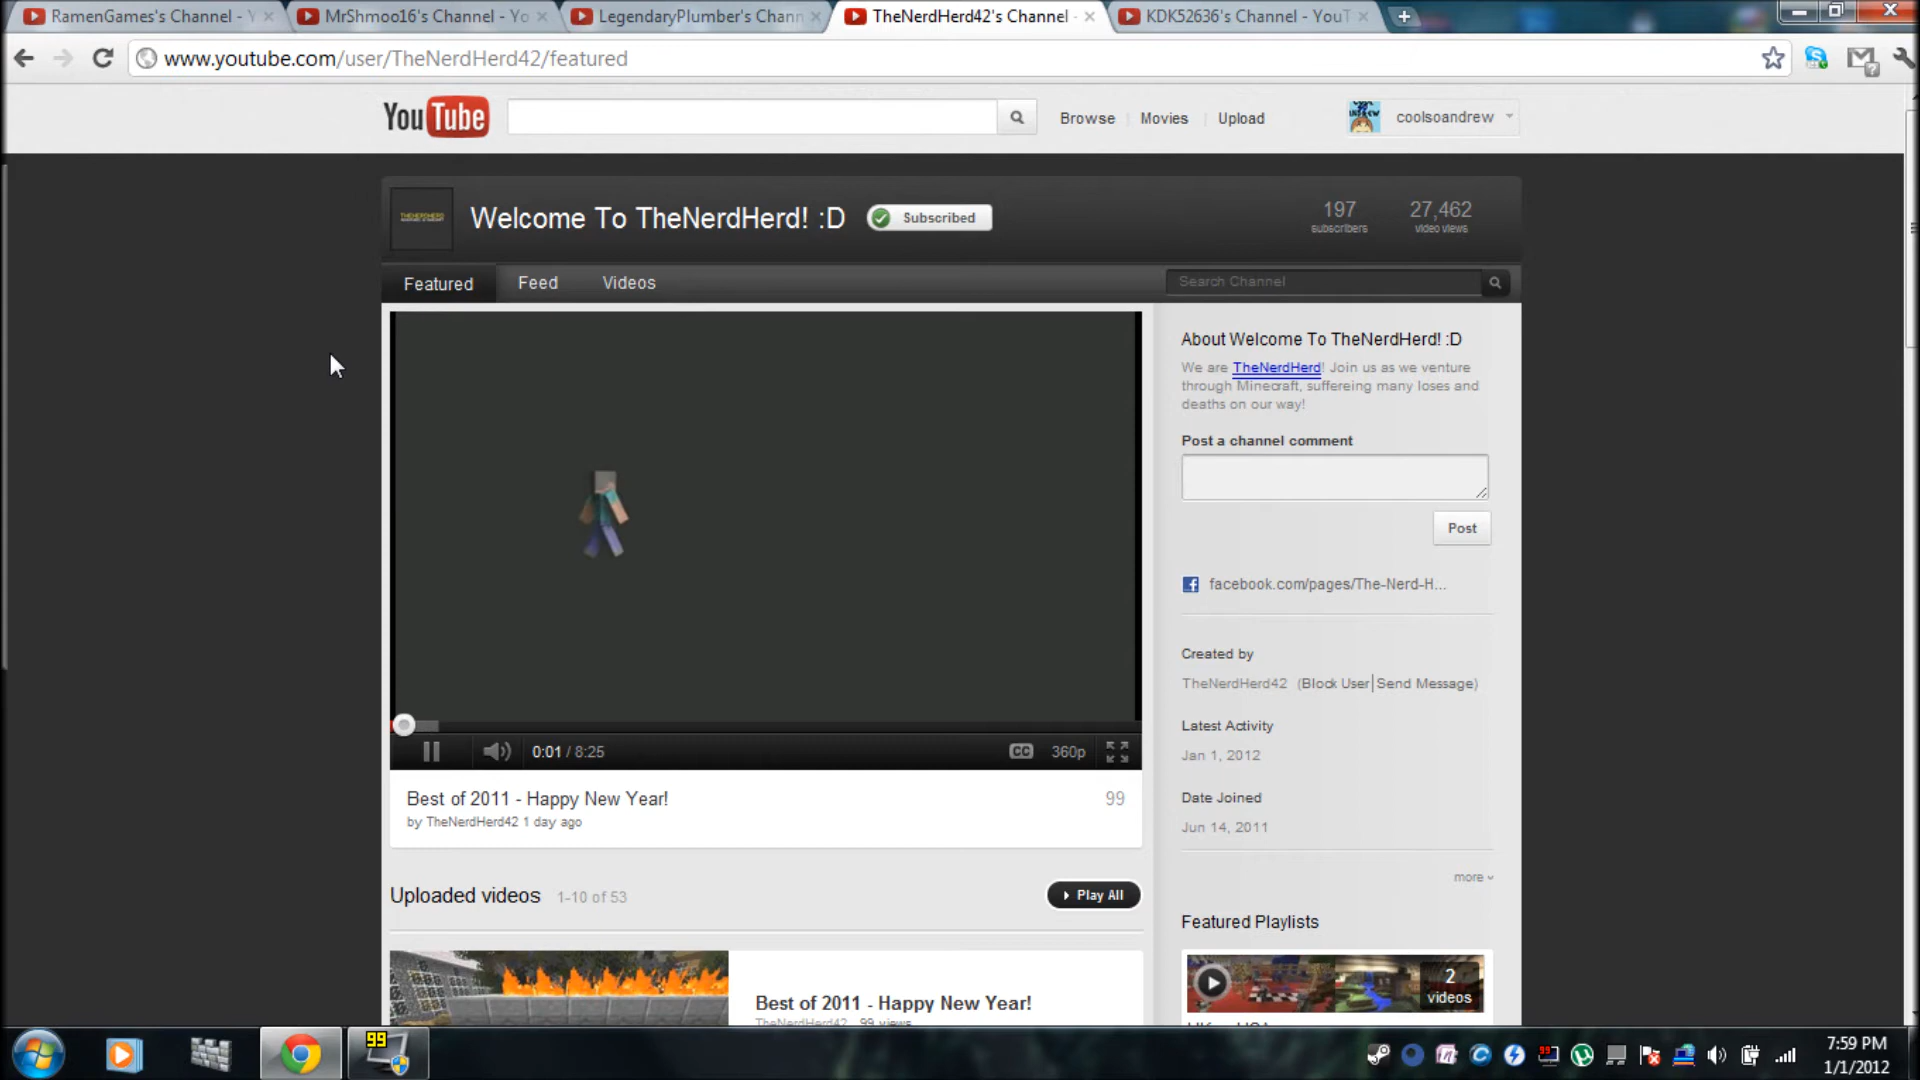 RamenGames's Channel - Y
MrShmoo16's Channel - Yo
LegendaryPlumber's Chann
TheNerdHerd42's Channel -
KDK52636's Channel - YouT
www.youtube.com/user/TheNerdHerd42/featured
YouTube
Browse
Movies
Upload
coolsoandrew
Welcome To TheNerdHerd! :D
Subscribed
197
subscribers
27,462
video views
Featured
Feed
Videos
Search Channel
About Welcome To TheNerdHerd! :D
We are TheNerdHerd! Join us as we venture
through Minecraft, suffereing many loses and
deaths on our way!
Post a channel comment
Post
facebook.com/pages/The-Nerd-H...
Created by
TheNerdHerd42 (Block User|Send Message)
Latest Activity
Jan 1, 2012
Date Joined
Jun 14, 2011
more
Featured Playlists
2
videos
0:01 / 8:25
CC
360p
Best of 2011 - Happy New Year!
99
by TheNerdHerd42 1 day ago
Uploaded videos
1-10 of 53
Play All
Best of 2011 - Happy New Year!
TheNerdHerd42 99 views
99
99
7:59 PM
1/1/2012